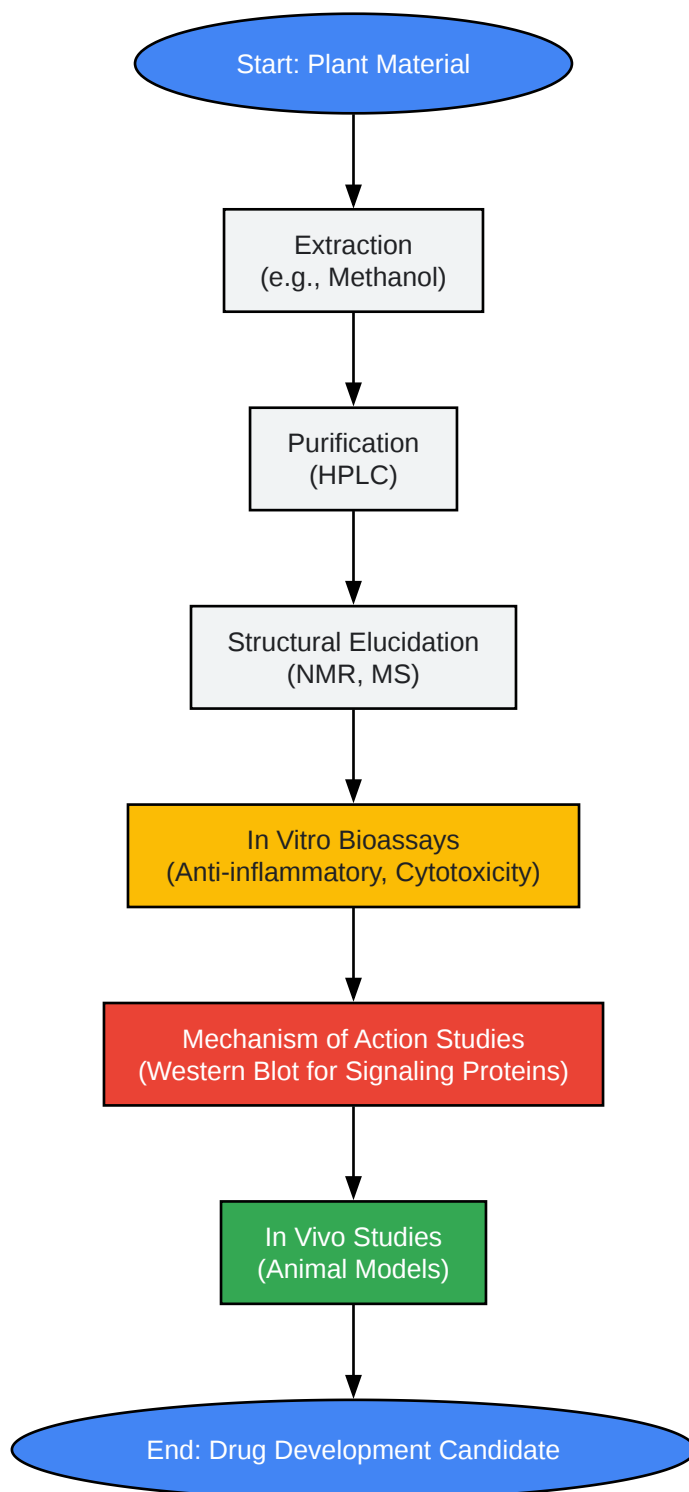 Start: Plant Material
Extraction
(e.g., Methanol)
Purification
(HPLC)
Structural Elucidation
(NMR, MS)
In Vitro Bioassays
(Anti-inflammatory, Cytotoxicity)
Mechanism of Action Studies
(Western Blot for Signaling Proteins)
In Vivo Studies
(Animal Models)
End: Drug Development Candidate